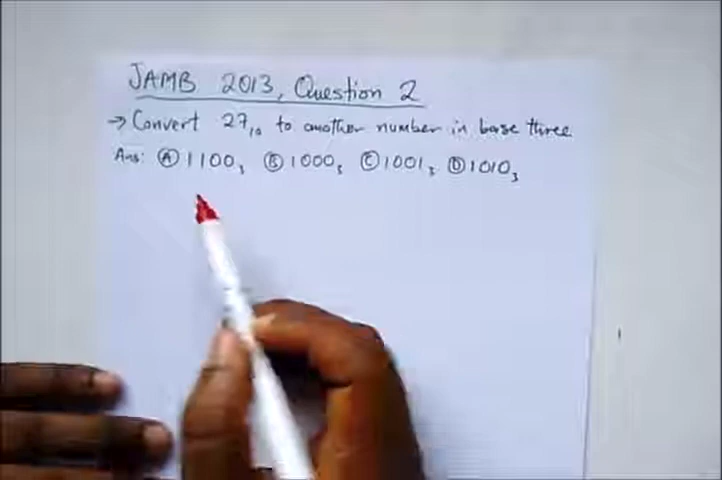 JAMB 2013, Question 2
→ Convert 27₁₀ to another number in base three
Ans: Ⓐ 1100₃ Ⓑ 1000₃ Ⓒ 1001₃ Ⓓ 1010₃